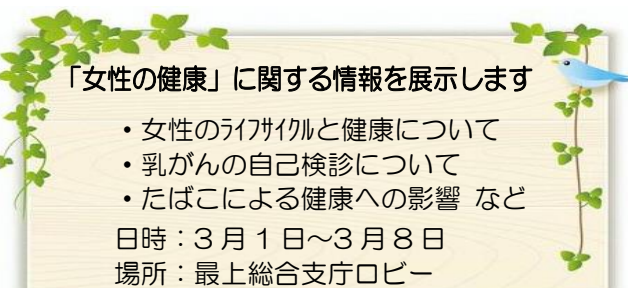 「女性の健康」に関する情報を展示します
・女性のﾗｲﾌｻｲｸﾙと健康について
・乳がんの自己検診について
・たばこによる健康への影響 など
日時：３月１日～３月８日
場所：最上総合支庁ロビー